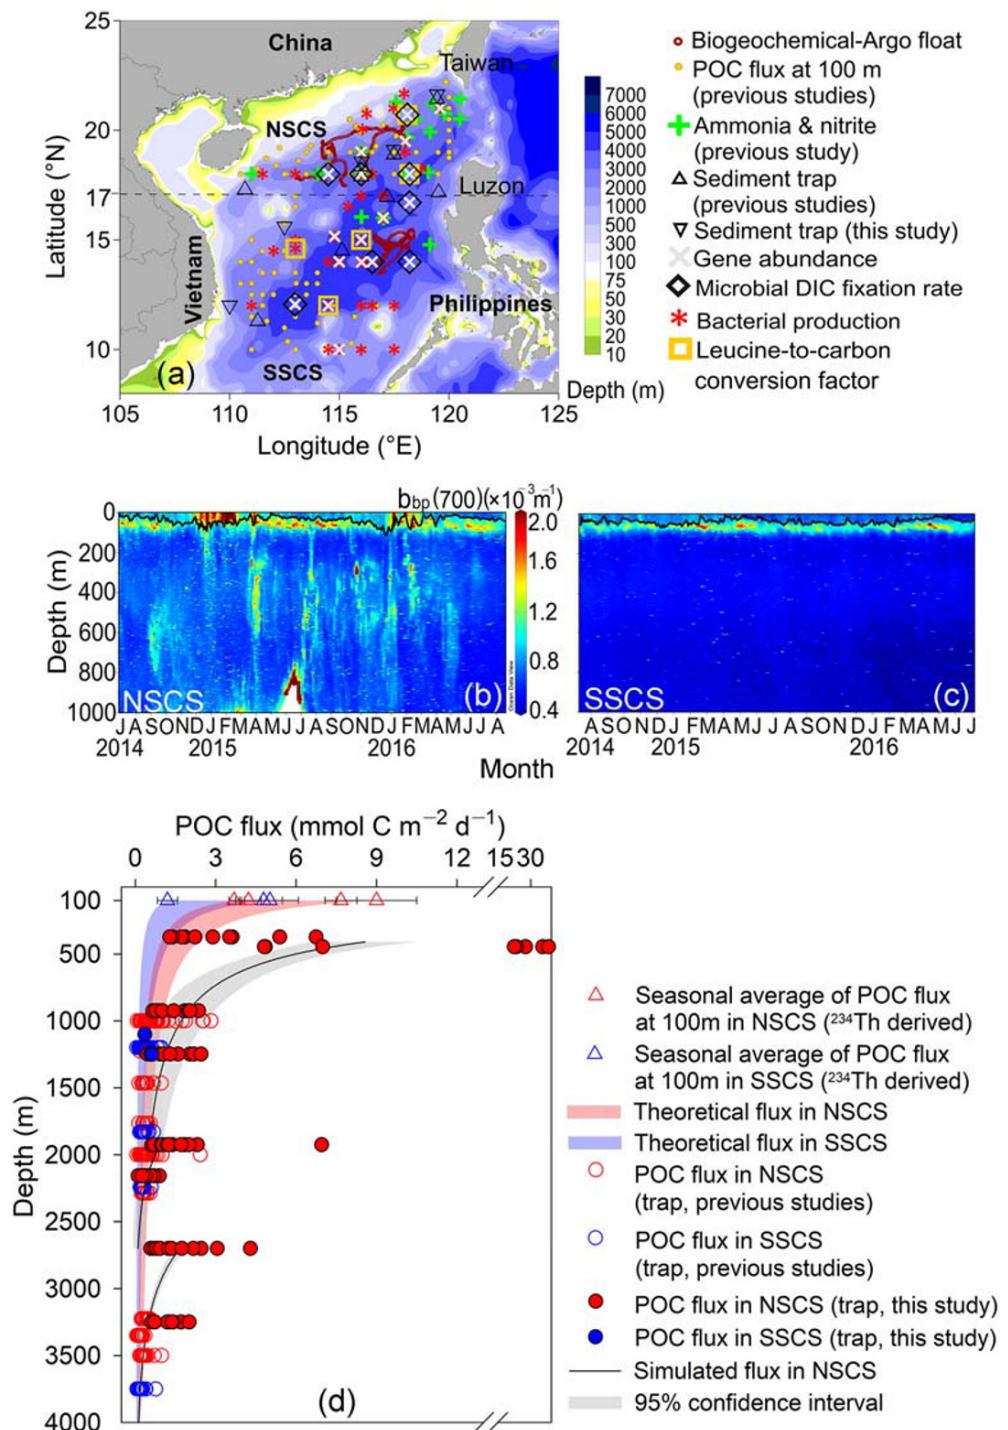 25
20
17
15
10
Latitude (°N)
China
Taiwan
NSCS
Luzon
Vietnam
Philippines
SSCS
(a)
105 110 115 120 125
Longitude (°E)
7000
6000
5000
4000
3000
2000
1000
500
300
100
75
50
30
20
10
Depth (m)
Biogeochemical-Argo float
POC flux at 100 m
(previous studies)
Ammonia & nitrite
(previous study)
Sediment trap
(previous studies)
Sediment trap (this study)
Gene abundance
Microbial DIC fixation rate
Bacterial production
Leucine-to-carbon
conversion factor
bbp(700)(×10⁻³m⁻¹)
0
200
400
600
800
1000
Depth (m)
NSCS
(b)
2.0
1.6
1.2
0.8
0.4
Ocean Data View
SSCS
(c)
J A S O N D J F M A M J J A S O N D J F M A M J J A
2014 2015 2016
A S O N D J F M A M J J A S O N D J F M A M J J
2014 2015 2016
Month
POC flux (mmol C m⁻² d⁻¹)
0 3 6 9 12 15 30
100
500
1000
1500
2000
2500
3000
3500
4000
Depth (m)
(d)
Seasonal average of POC flux
at 100m in NSCS (²³⁴Th derived)
Seasonal average of POC flux
at 100m in SSCS (²³⁴Th derived)
Theoretical flux in NSCS
Theoretical flux in SSCS
POC flux in NSCS
(trap, previous studies)
POC flux in SSCS
(trap, previous studies)
POC flux in NSCS (trap, this study)
POC flux in SSCS (trap, this study)
Simulated flux in NSCS
95% confidence interval